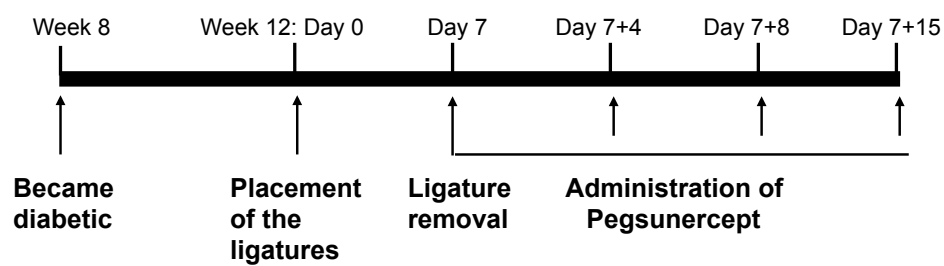 Week 8 Week 12: Day 0 Day 7 Day 7+4 Day 7+8 Day 7+15
Became
diabetic
Placement
of the
ligatures
Ligature
removal
Administration of
Pegsunercept